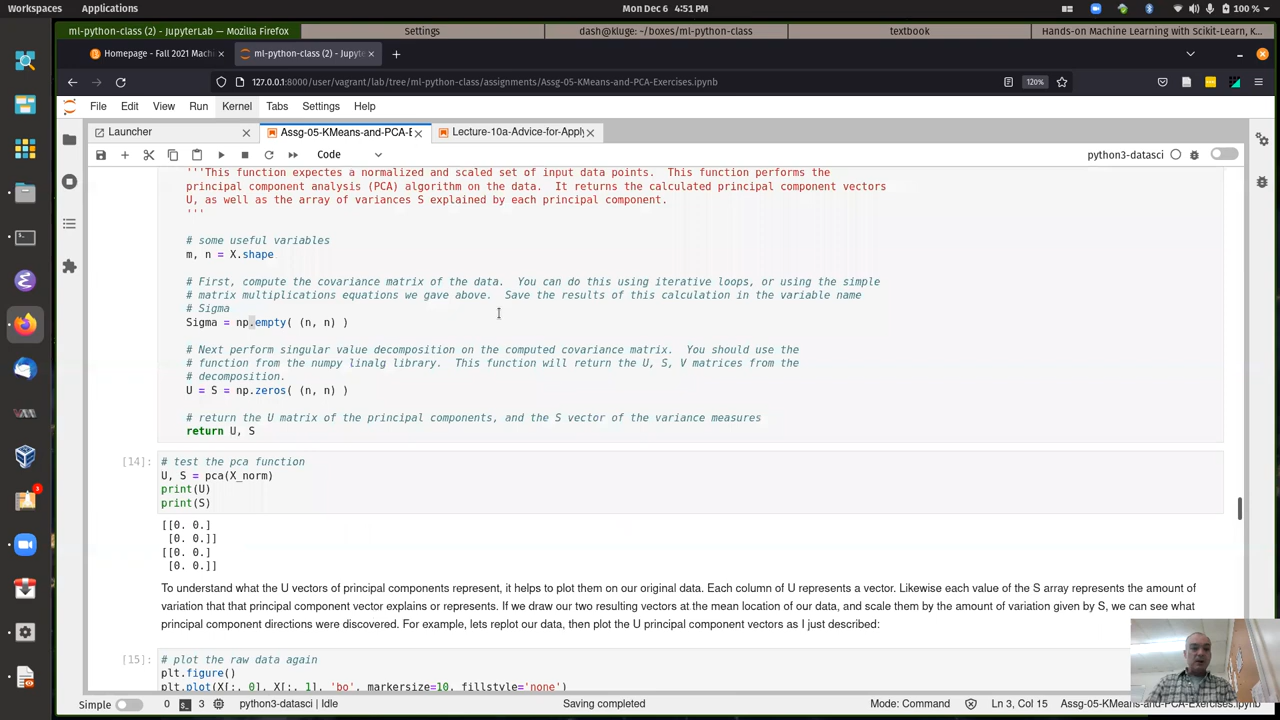 Workspaces
Applications
Mon Dec 6 4:51 PM
100 %
ml-python-class (2) - JupyterLab — Mozilla Firefox
Settings
dash@kluge: ~/boxes/ml-python-class
textbook
Hands-on Machine Learning with Scikit-Learn, K
Homepage - Fall 2021 Mach
ml-python-class (2) - Jupyte
127.0.0.1:8000/user/vagrant/lab/tree/ml-python-class/assignments/Assg-05-KMeans-and-PCA-Exercises.ipynb
120%
File Edit View Run Kernel Tabs Settings Help
Launcher
Assg-05-KMeans-and-PCA-E
Lecture-10a-Advice-for-Apply
Code
python3-datasci
'''This function expectes a normalized and scaled set of input data points. This function performs the
principal component analysis (PCA) algorithm on the data. It returns the calculated principal component vectors
U, as well as the array of variances S explained by each principal component.
'''
# some useful variables
m, n = X.shape
# First, compute the covariance matrix of the data. You can do this using iterative loops, or using the simple
# matrix multiplications equations we gave above. Save the results of this calculation in the variable name
# Sigma
Sigma = np.empty( (n, n) )
# Next perform singular value decomposition on the computed covariance matrix. You should use the
# function from the numpy linalg library. This function will return the U, S, V matrices from the
# decomposition.
U = S = np.zeros( (n, n) )
# return the U matrix of the principal components, and the S vector of the variance measures
return U, S
[14]:
# test the pca function
U, S = pca(X_norm)
print(U)
print(S)
[[0. 0.]
[0. 0.]]
[[0. 0.]
[0. 0.]]
To understand what the U vectors of principal components represent, it helps to plot them on our original data. Each column of U represents a vector. Likewise each value of the S array represents the amount of
variation that that principal component vector explains or represents. If we draw our two resulting vectors at the mean location of our data, and scale them by the amount of variation given by S, we can see what
principal component directions were discovered. For example, lets replot our data, then plot the U principal component vectors as I just described:
[15]:
# plot the raw data again
plt.figure()
plt.plot(X[:, 0], X[:, 1], 'bo', markersize=10, fillstyle='none')
3
Simple
0
3
python3-datasci | Idle
Saving completed
Mode: Command
Ln 3, Col 15
Assg-05-KMeans-and-PCA-Exercises.ipynb